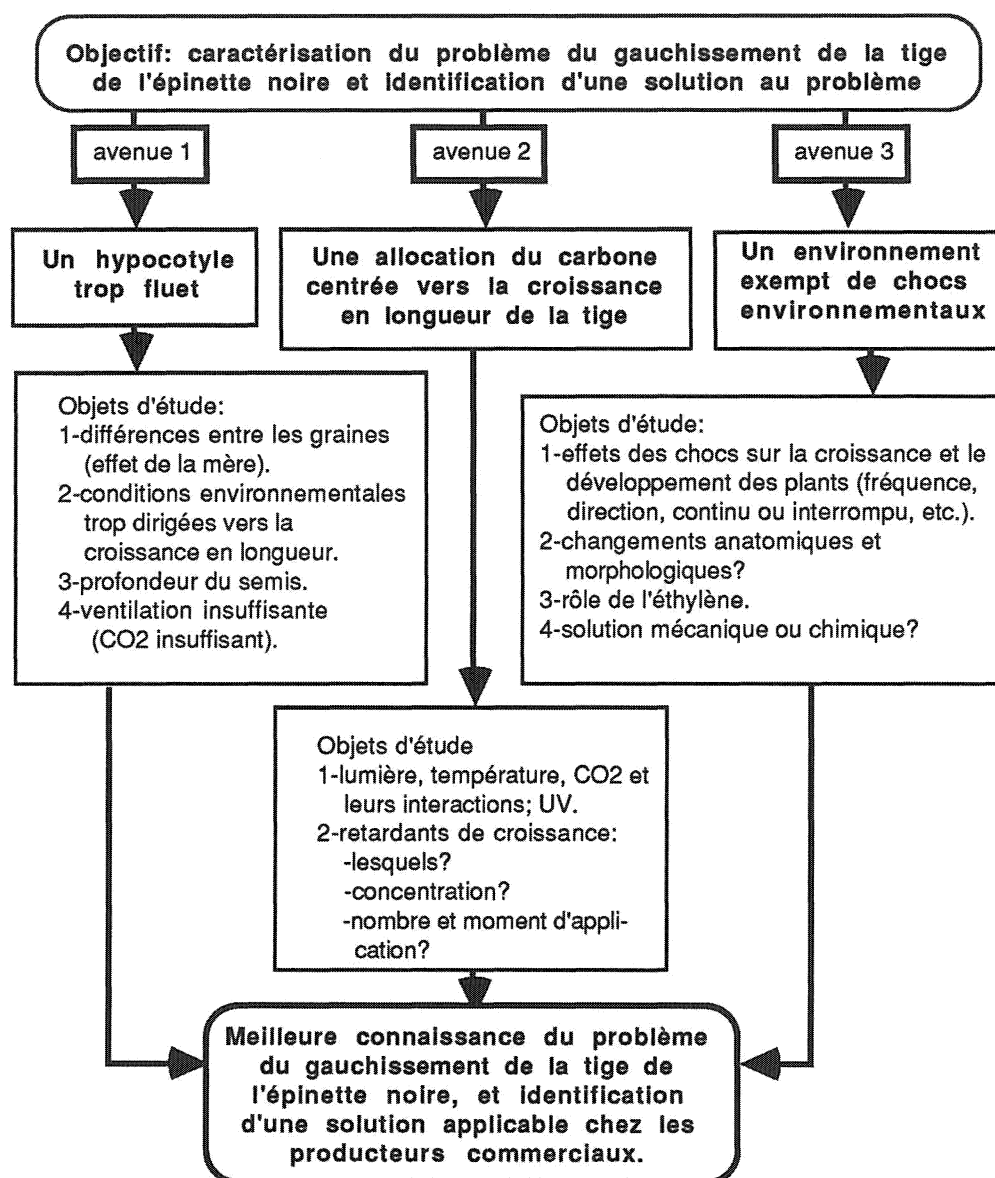 Objectif: caractérisation du problème du gauchissement de la tige
de l'épinette noire et identification d'une solution au problème
avenue 1
avenue 2
avenue 3
Un hypocotyle
trop fluet
Une allocation du carbone
centrée vers la croissance
en longueur de la tige
Un environnement
exempt de chocs
environnementaux
Objets d'étude:
1-différences entre les graines
(effet de la mère).
2-conditions environnementales
trop dirigées vers la
croissance en longueur.
3-profondeur du semis.
4-ventilation insuffisante
(CO2 insuffisant).
Objets d'étude:
1-effets des chocs sur la croissance et le
développement des plants (fréquence,
direction, continu ou interrompu, etc.).
2-changements anatomiques et
morphologiques?
3-rôle de l'éthylène.
4-solution mécanique ou chimique?
Objets d'étude
1-lumière, température, CO2 et
leurs interactions; UV.
2-retardants de croissance:
-lesquels?
-concentration?
-nombre et moment d'appli-
cation?
Meilleure connaissance du problème
du gauchissement de la tige de
l'épinette noire, et identification
d'une solution applicable chez les
producteurs commerciaux.